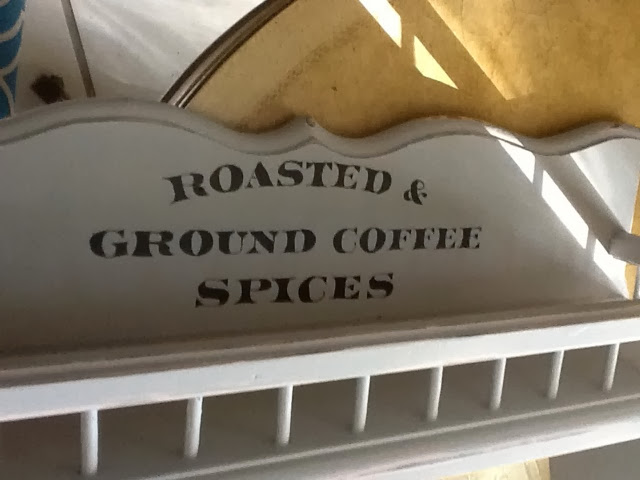 ROASTED &
GROUND COFFEE
SPICES